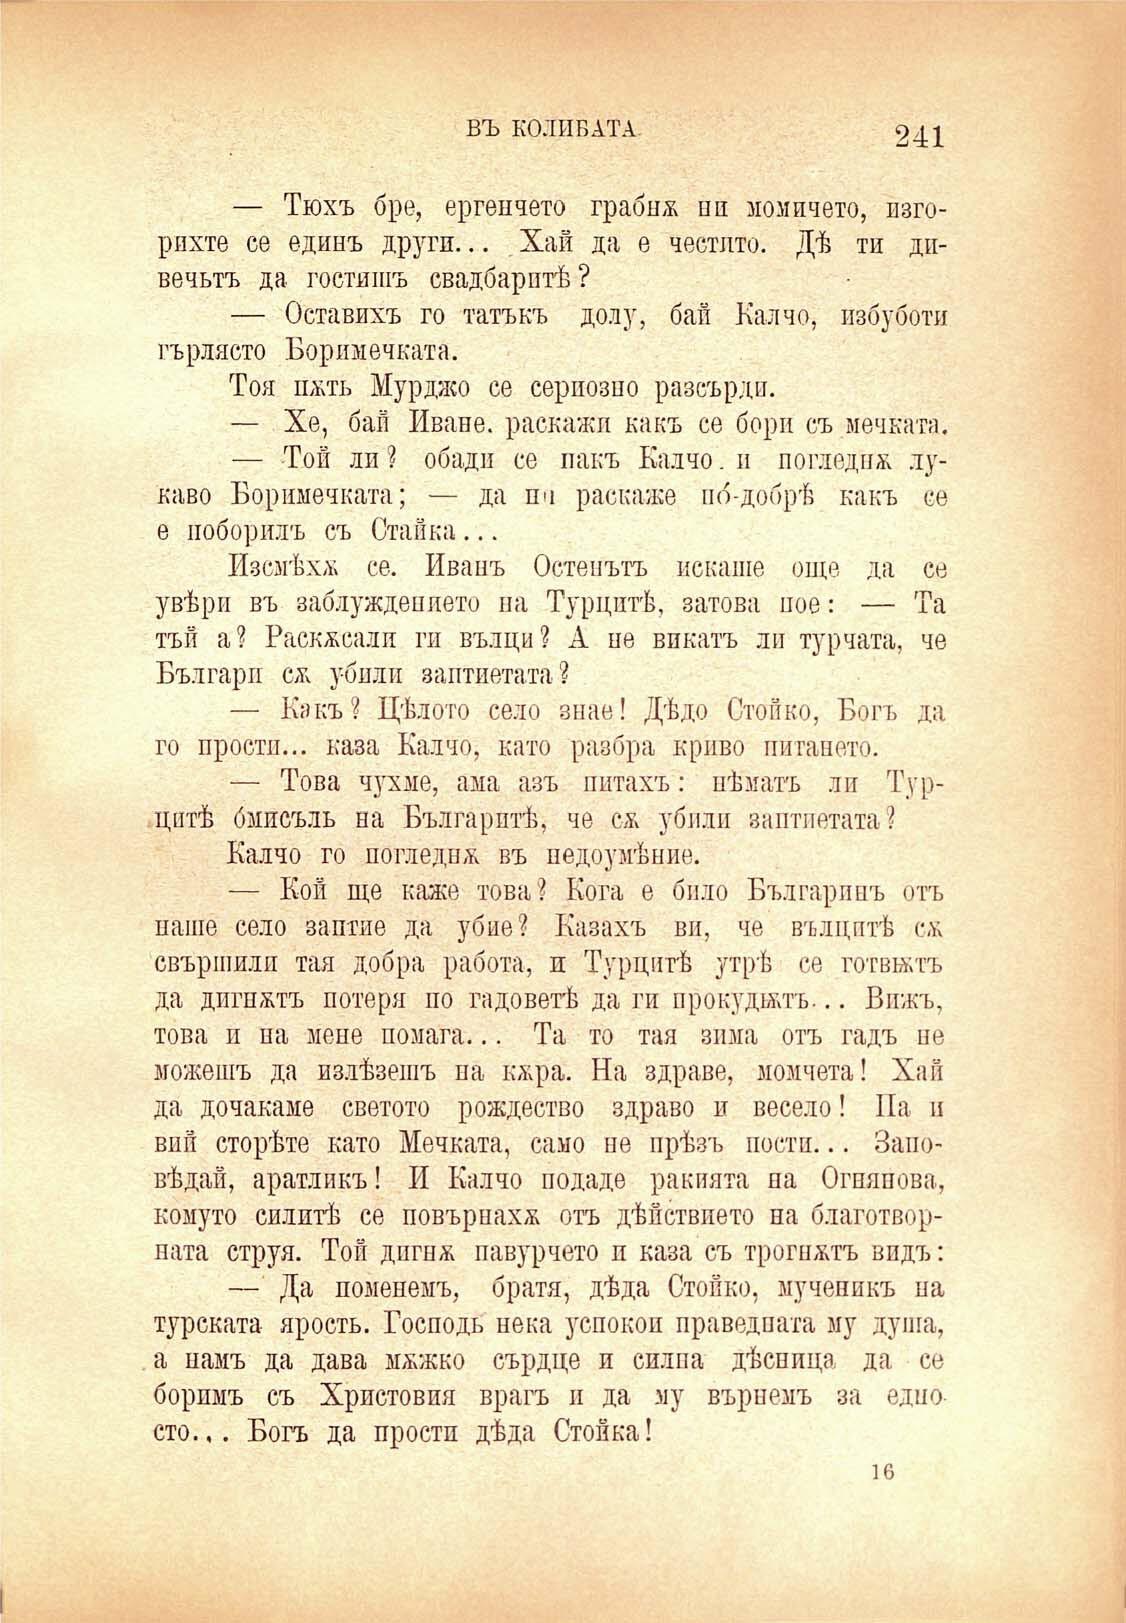 ВЪ КОЛИБАТА 241
— Тюхъ бре, ергенчето грабнѫ ни момичето, изго-
рихте се единъ други... Хай да е честито. Дѣ ти ди-
вечьтъ да гостишъ свадбаритѣ?
— Оставихъ го татъкъ долу, бай Калчо, избуботи
гърлясто Боримечката.
Тоя пѫть Мурджо се сериозно разсърди.
— Хе, бай Иване. раскажи какъ се бори съ мечката.
— Той ли? обади се пакъ Калчо. и погледнѫ лу-
каво Боримечката; — да ни раскаже по́-добрѣ какъ се
е поборилъ съ Стайка...
Изсмѣхѫ се. Иванъ Остенътъ искаше още да се
увѣри въ заблуждението на Турцитѣ, затова пое: — Та
тъй а? Раскѫсали ги вълци? А не викатъ ли турчата, че
Българи сѫ убили заптиетата?
— Какъ? Цѣлото село знае! Дѣдо Стойко, Богъ да
го прости... каза Калчо, като разбра криво питането.
— Това чухме, ама азъ питахъ: нѣматъ ли Тур-
цитѣ о́мисъль на Българитѣ, че сѫ убили заптиетата?
Калчо го погледнѫ въ недоумѣние.
— Кой ще каже това? Кога е било Българинъ отъ
наше село заптие да убие? Казахъ ви, че вълцитѣ сѫ
свършили тая добра работа, и Турцитѣ утрѣ се готвѭтъ
да дигнѫтъ потеря по гадоветѣ да ги прокудѭтъ... Вижъ,
това и на мене помага... Та то тая зима отъ гадъ не
можешъ да излѣзешъ на кѫра. На здраве, момчета! Хай
да дочакаме светото рождество здраво и весело! Па и
вий сторѣте като Мечката, само не прѣзъ пости... Запо-
вѣдай, аратликъ! И Калчо подаде ракията на Огнянова,
комуто силитѣ се повърнахѫ отъ дѣйствието на благотвор-
ната струя. Той дигнѫ павурчето и каза съ трогнѫтъ видъ:
— Да поменемъ, братя, дѣда Стойко, мученикъ на
турската ярость. Господь нека успокои праведната му душа,
а намъ да дава мѫжко сърдце и силна дѣсница да се
боримъ съ Христовия врагъ и да му върнемъ за едно
сто... Богъ да прости дѣда Стойка!
16